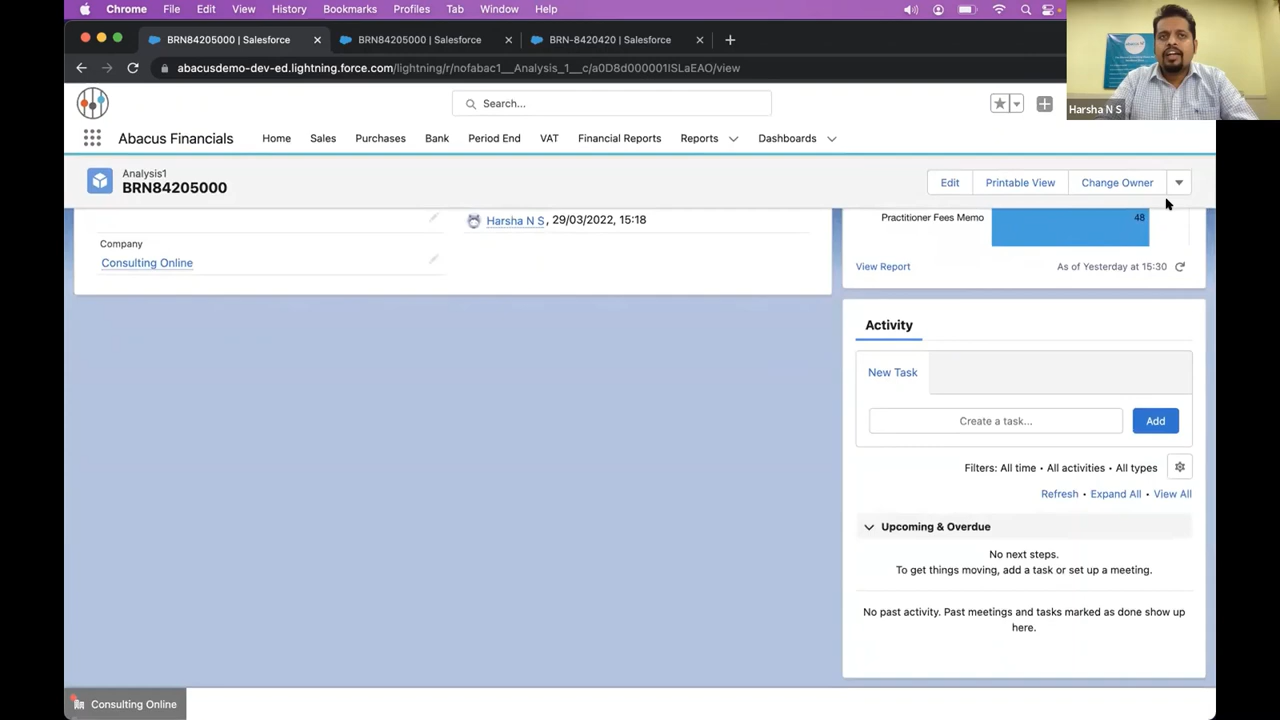 Chrome File Edit View History Bookmarks Profiles Tab Window Help
BRN84205000 | Salesforce BRN84205000 | Salesforce BRN-8420420 | Salesforce
abacusdemo-dev-ed.lightning.force.com
Harsha N S
Search...
Abacus Financials Home Sales Purchases Bank Period End VAT Financial Reports Reports Dashboards
Analysis1
BRN84205000
Edit Printable View Change Owner
Harsha N S, 29/03/2022, 15:18
Practitioner Fees Memo 48
Company
Consulting Online
View Report As of Yesterday at 15:30
Activity
New Task
Create a task... Add
Filters: All time • All activities • All types
Refresh • Expand All • View All
Upcoming & Overdue
No next steps.
To get things moving, add a task or set up a meeting.
No past activity. Past meetings and tasks marked as done show up
here.
Consulting Online